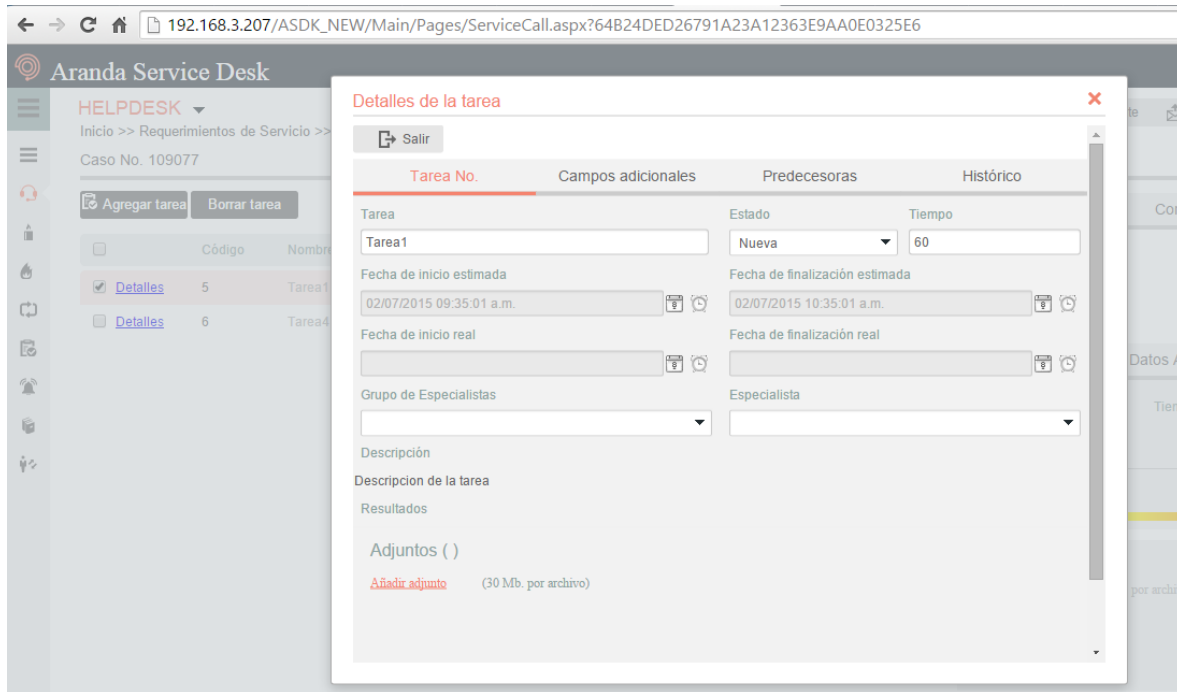 192.168.3.207/ASDK_NEW/Main/Pages/ServiceCall.aspx?64B24DED26791A23A12363E9AA0E0325E6
Aranda Service Desk
HELPDESK
Inicio >> Requerimientos de Servicio >>
Caso No. 109077
Agregar tarea Borrar tarea
Código Nombre
Detalles 5 Tarea1
Detalles 6 Tarea4
Detalles de la tarea
Salir
Tarea No. Campos adicionales Predecesoras Histórico
Tarea Estado Tiempo
Tarea1 Nueva 60
Fecha de inicio estimada Fecha de finalización estimada
02/07/2015 09:35:01 a.m. 02/07/2015 10:35:01 a.m.
Fecha de inicio real Fecha de finalización real
Grupo de Especialistas Especialista
Descripción
Descripcion de la tarea
Resultados
Adjuntos ( )
Añadir adjunto (30 Mb. por archivo)
te
Cor
Datos A
Tier
por archi